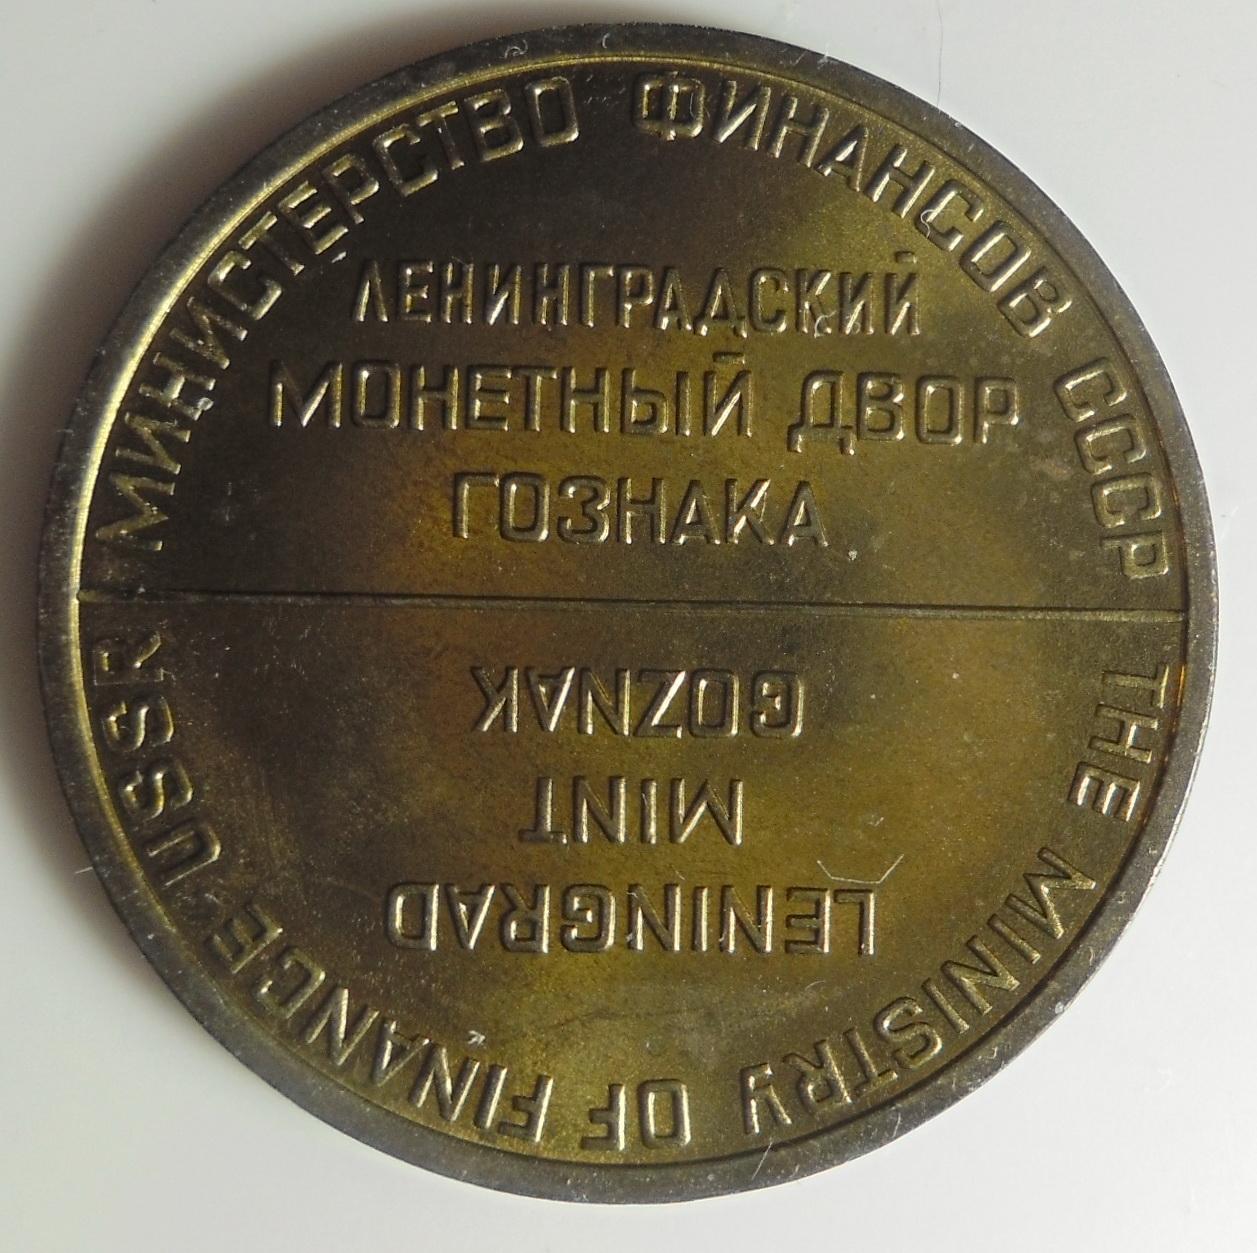 МИНИСТЕРСТВО ФИНАНСОВ СССР
ЛЕНИНГРАДСКИЙ
МОНЕТНЫЙ ДВОР
ГОЗНАКА
THE MINISTRY OF FINANCE USSR
LENINGRAD
MINT
GOZNAK